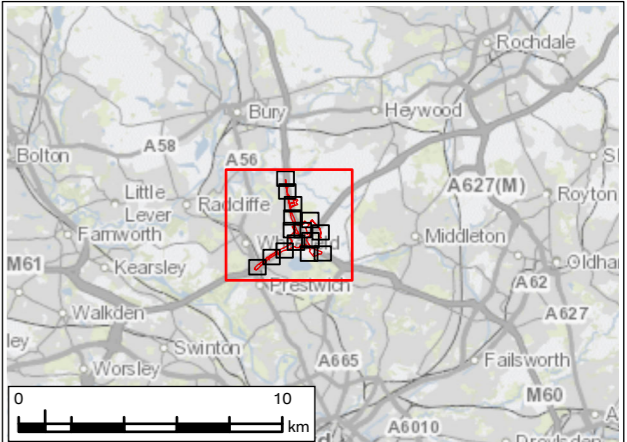 Rochdale
Bury
Heywood
A58
Bolton
A56
A627(M)
Little
Lever
Radcliffe
Royton
Farnworth
Middleton
M61
Kearsley
A62
Prestwich
Walkden
A627
ley
Swinton
A665
Failsworth
Worsley
M60
0
10
km
A6010